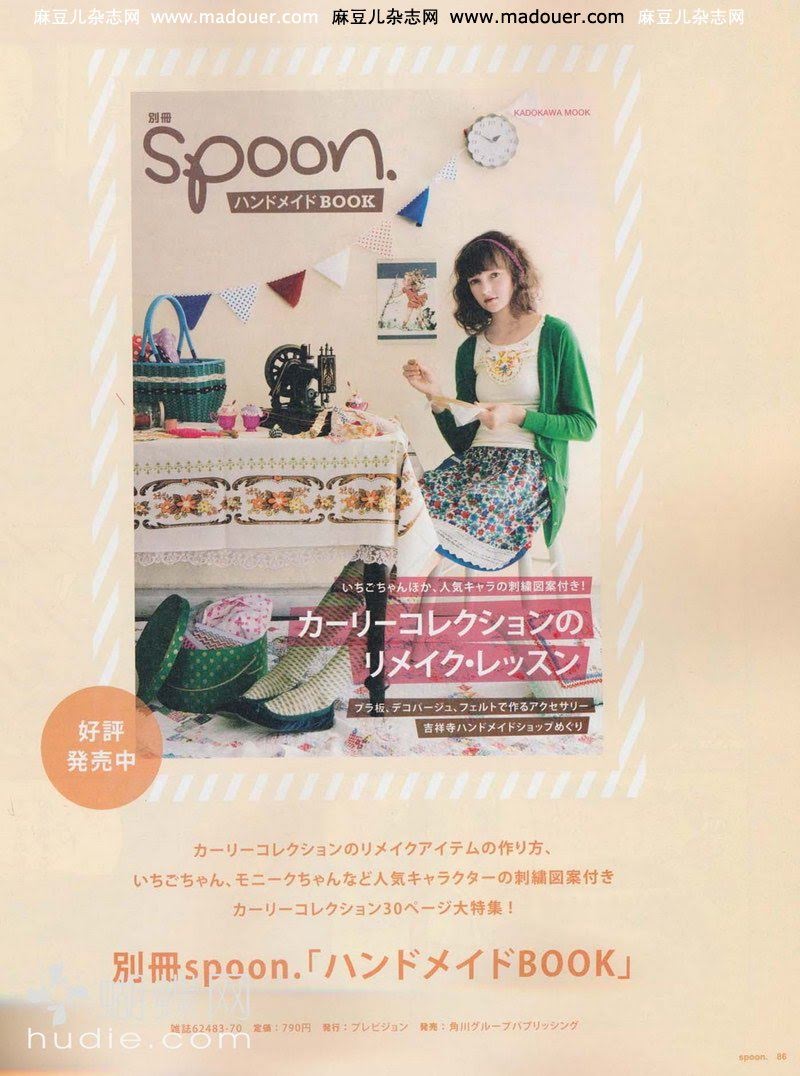 麻豆儿杂志网 www.madouer.com 麻豆儿杂志网 www.madouer.com 麻豆儿杂志网
KADOKAWA MOOK
別冊
spoon.
ハンドメイドBOOK
いちごちゃんほか、人気キャラの刺繍図案付き!
カーリーコレクションの
リメイク・レッスン
プラ板、デコパージュ、フェルトで作るアクセサリー
吉祥寺ハンドメイドショップめぐり
好評
発売中
カーリーコレクションのリメイクアイテムの作り方、
いちごちゃん、モニークちゃんなど人気キャラクターの刺繍図案付き
カーリーコレクション30ページ大特集!
別冊spoon.「ハンドメイドBOOK」
雑誌62483-70 定価:790円 発行:プレビジョン 発売:角川グループパブリッシング
蝴蝶网
hudie.com
spoon. 86